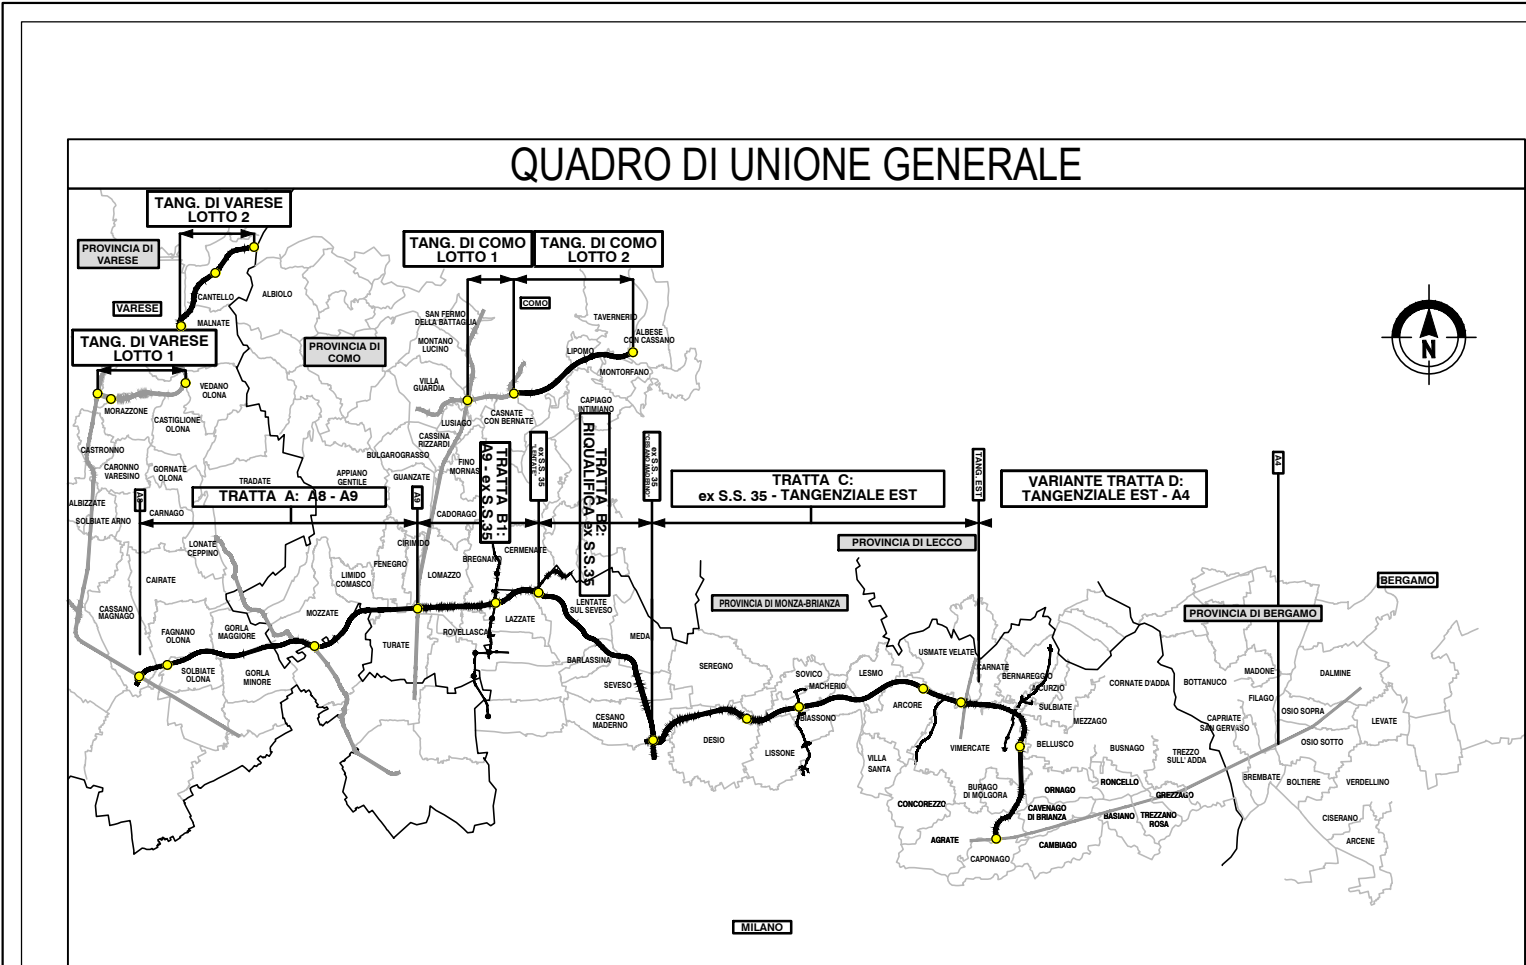 QUADRO DI UNIONE GENERALE
TANG. DI VARESE
LOTTO 2
PROVINCIA DI
VARESE
TANG. DI COMO
LOTTO 1
TANG. DI COMO
LOTTO 2
CANTELLO
ALBIOLO
VARESE
COMO
MALNATE
SAN FERMO
DELLA BATTAGLIA
TAVERNERIO
ALBESE
CON CASSANO
TANG. DI VARESE
LOTTO 1
PROVINCIA DI
COMO
MONTANO
LUCINO
LIPOMO
MONTORFANO
N
VILLA
GUARDIA
VEDANO
OLONA
MORAZZONE
CASTIGLIONE
OLONA
LUSIAGO
CASNATE
CON BERNATE
CAPIAGO
INTIMIANO
CASSINA
RIZZARDI
CASTRONNO
BULGAROGRASSO
FINO
MORNAS
CARONNO
VARESINO
GORNATE
OLONA
TRADATE
APPIANO
GENTILE
GUANZATE
TRATTA B1:
A9 - ex S.S.35
ex S.S. 35
TRATTA B2:
RIQUALIFICA ex S.S.35
ex S.S. 35
TRATTA C:
ex S.S. 35 - TANGENZIALE EST
TANG. EST
VARIANTE TRATTA D:
TANGENZIALE EST - A4
A4
A8
TRATTA A: A8 - A9
A9
ALBIZZATE
SOLBIATE ARNO
CARNAGO
CADORAGO
LONATE
CEPPINO
CIRIMIDO
CERMENATE
BREGNANO
PROVINCIA DI LECCO
FENEGRO
CAIRATE
LIMIDO
COMASCO
LOMAZZO
BERGAMO
CASSANO
MAGNAGO
MOZZATE
LENTATE
SUL SEVESO
PROVINCIA DI MONZA-BRIANZA
PROVINCIA DI BERGAMO
LAZZATE
FAGNANO
OLONA
GORLA
MAGGIORE
ROVELLASCA
MEDA
TURATE
SOLBIATE
OLONA
GORLA
MINORE
BARLASSINA
SEREGNO
USMATE VELATE
CARNATE
SEVESO
SOVICO
MACHERIO
LESMO
BERNAREGGIO
AICURZIO
CORNATE D'ADDA
BOTTANUCO
MADONE
DALMINE
FILAGO
CESANO
MADERNO
BIASSONO
ARCORE
SULBIATE
MEZZAGO
CAPRIATE
SAN GERVASO
OSIO SOPRA
LEVATE
DESIO
LISSONE
VIMERCATE
BELLUSCO
BUSNAGO
TREZZO
SULL' ADDA
OSIO SOTTO
VILLA
SANTA
BREMBATE
BOLTIERE
VERDELLINO
BURAGO
DI MOLGORA
ORNAGO
RONCELLO
GREZZAGO
CONCOREZZO
CAVENAGO
DI BRIANZA
BASIANO
TREZZANO
ROSA
CISERANO
AGRATE
CAMBIAGO
ARCENE
CAPONAGO
MILANO